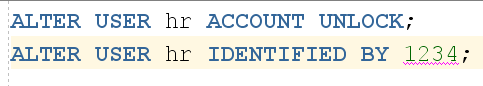 ALTER USER hr ACCOUNT UNLOCK;
ALTER USER hr IDENTIFIED BY 1234;